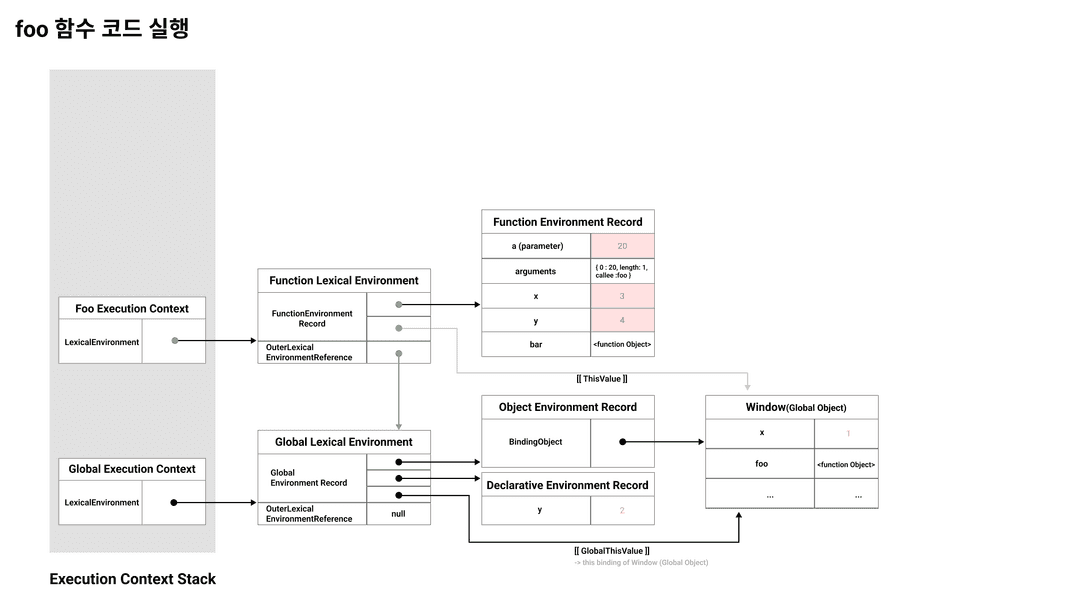 foo 함수 코드 실행
Function Environment Record
a (parameter)
20
arguments
{ 0 : 20, length: 1,
callee :foo }
x
3
y
4
bar
<function Object>
Function Lexical Environment
FunctionEnvironment
Record
OuterLexical
EnvironmentReference
Foo Execution Context
LexicalEnvironment
[[ ThisValue ]]
Object Environment Record
BindingObject
Window(Global Object)
x
1
foo
<function Object>
...
...
Global Lexical Environment
Global
Environment Record
OuterLexical
EnvironmentReference
null
Global Execution Context
LexicalEnvironment
Declarative Environment Record
y
2
[[ GlobalThisValue ]]
-> this binding of Window (Global Object)
Execution Context Stack